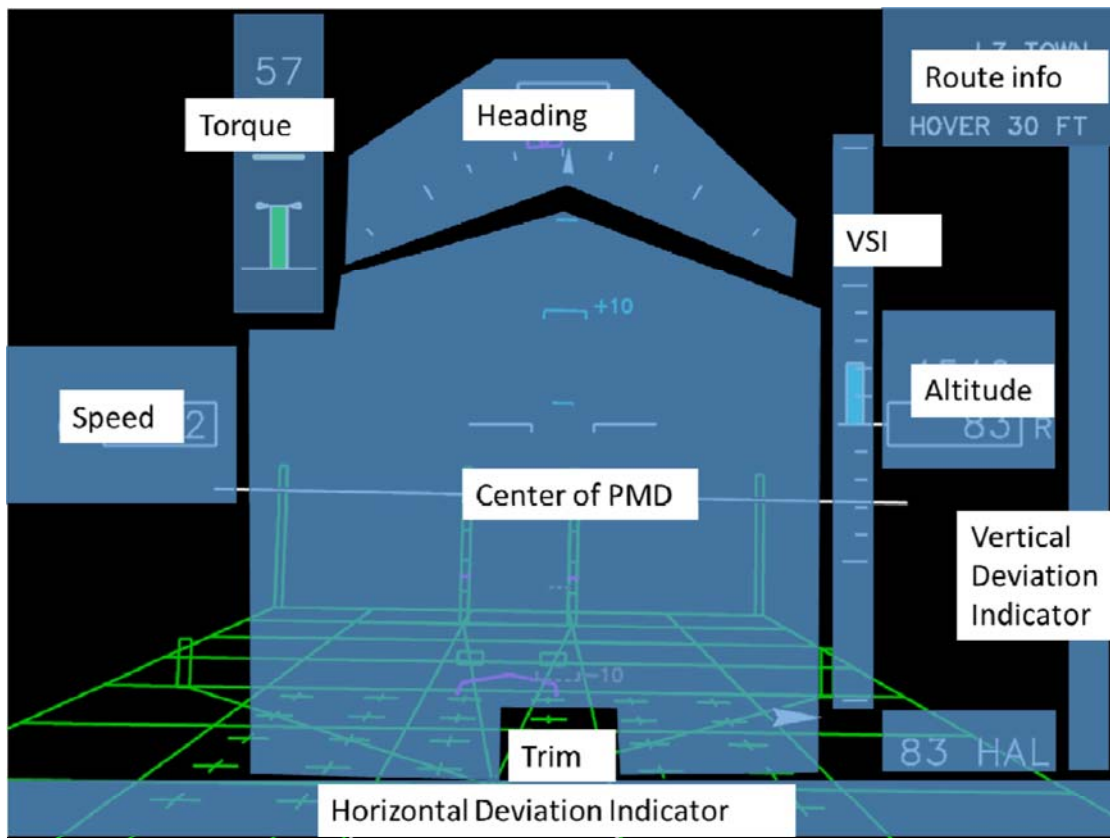 57
Torque
Heading
Route info
HOVER 30 FT
VSI
+10
Speed
2
Altitude
83 R
Center of PMD
Vertical
Deviation
Indicator
-10
Trim
83 HAL
Horizontal Deviation Indicator